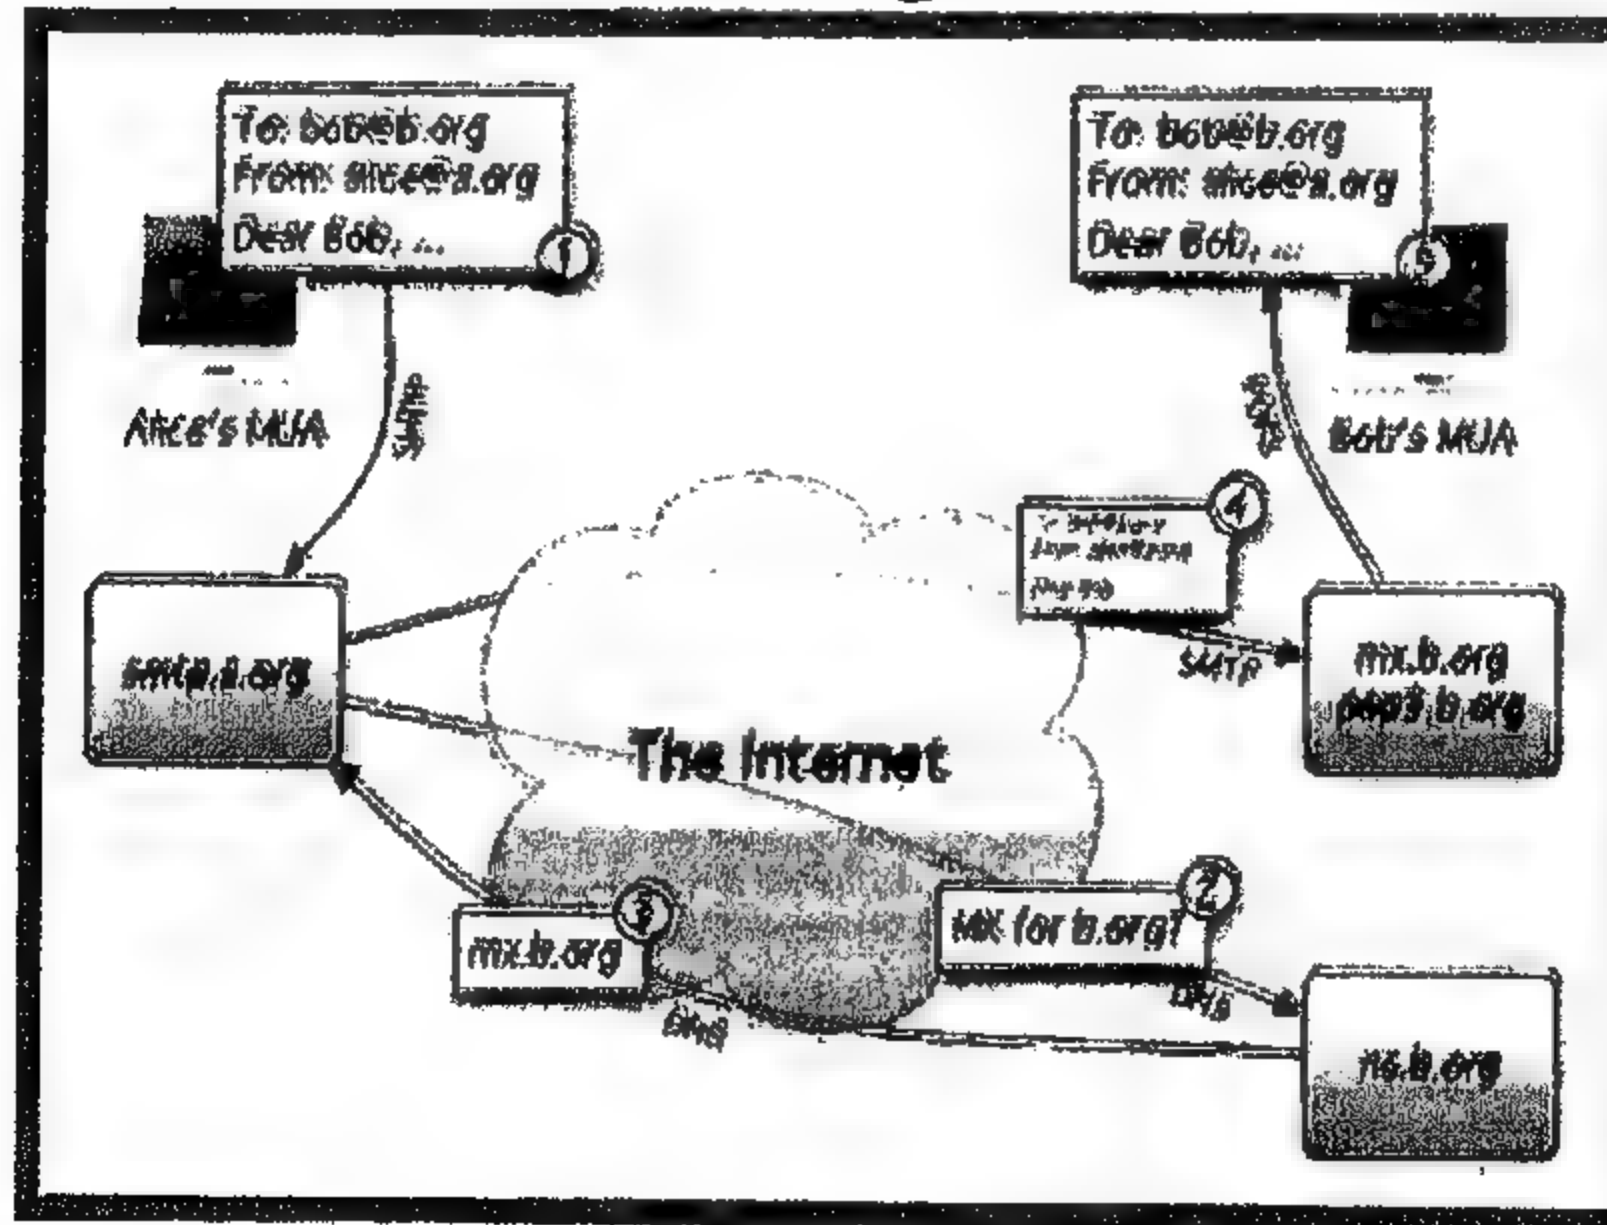 To: bob@b.org
From: alice@a.org
Dear Bob, ...
1
Alice's MUA
SMTP
To: bob@b.org
From: alice@a.org
Dear Bob, ...
5
Bob's MUA
POP3
4
SMTP
smtp.a.org
mx.b.org
pop3.b.org
The Internet
3
mx.b.org
DNS
2
MX for b.org?
DNS
ns.b.org